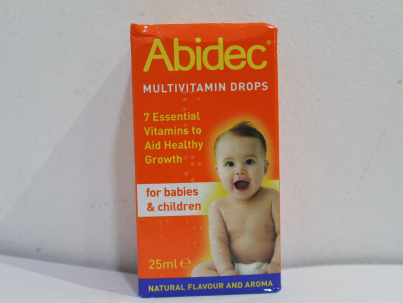 Abidec®
MULTIVITAMIN DROPS
7 Essential
Vitamins to
Aid Healthy
Growth
for babies
& children
25ml ℮
NATURAL FLAVOUR AND AROMA